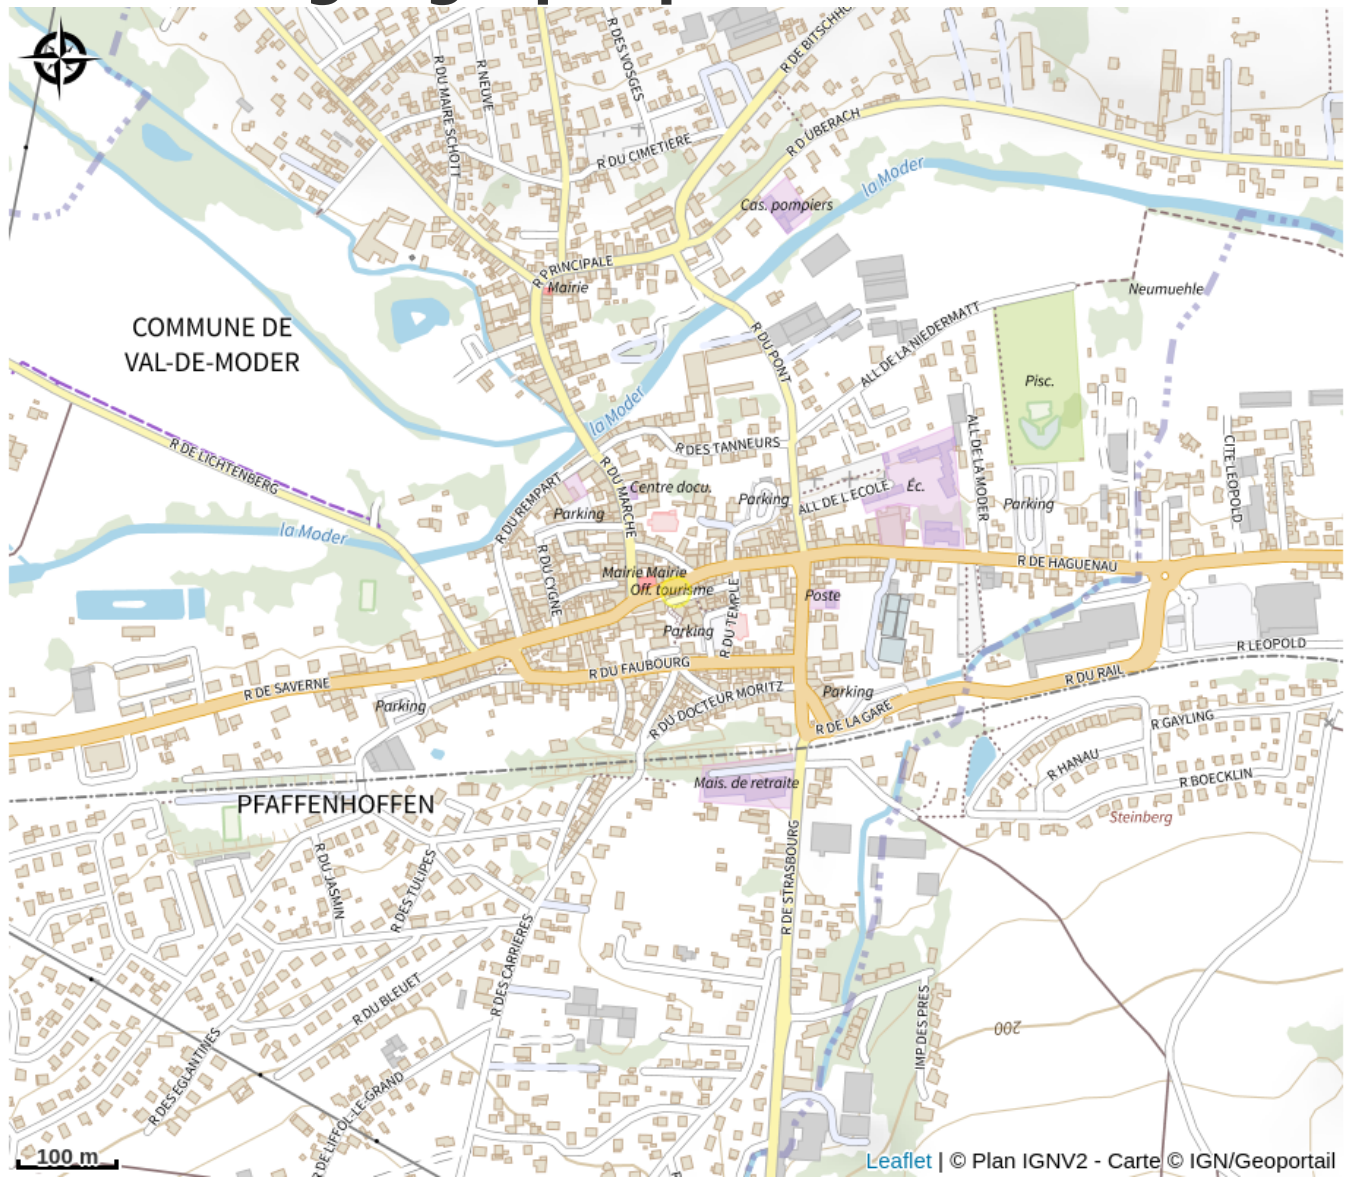 R DES VOSGES
R DE BITSCHHO
R DU MAIRE SCHOTT
R NEUVE
R DU CIMETIERE
R D'UBERACH
la Moder
Cas. pompiers
R PRINCIPALE
Mairie
Neumuehle
COMMUNE DE
VAL-DE-MODER
R DU PONT
ALL DE LA NIEDERMATT
Pisc.
la Moder
R DE LICHTENBERG
R DES TANNEURS
ALL DE LA MODER
CITE LEOPOLD
R DU MARCHE
Centre docu.
Parking
Éc.
ALL DE L'ECOLE
Parking
R DU REMPART
Parking
la Moder
R DU CYGNE
R DE HAGUENAU
Mairie Mairie
Off. tourisme
R DU TEMPLE
Poste
Parking
R LEOPOLD
R DU FAUBOURG
R DE SAVERNE
R DU RAIL
R DU DOCTEUR MORITZ
Parking
Parking
R DE LA GARE
R GAYLING
R HANAU
R BOECKLIN
Mais. de retraite
PFAFFENHOFFEN
Steinberg
R DU JASMIN
R DES TULIPES
R DE STRASBOURG
R DES CARRIERES
R DU BLEUET
IMP DES PRES
200
R DES EGLANTINES
R DE LIFFOL-LE-GRAND
100 m
Leaflet | © Plan IGNV2 - Carte © IGN/Geoportail